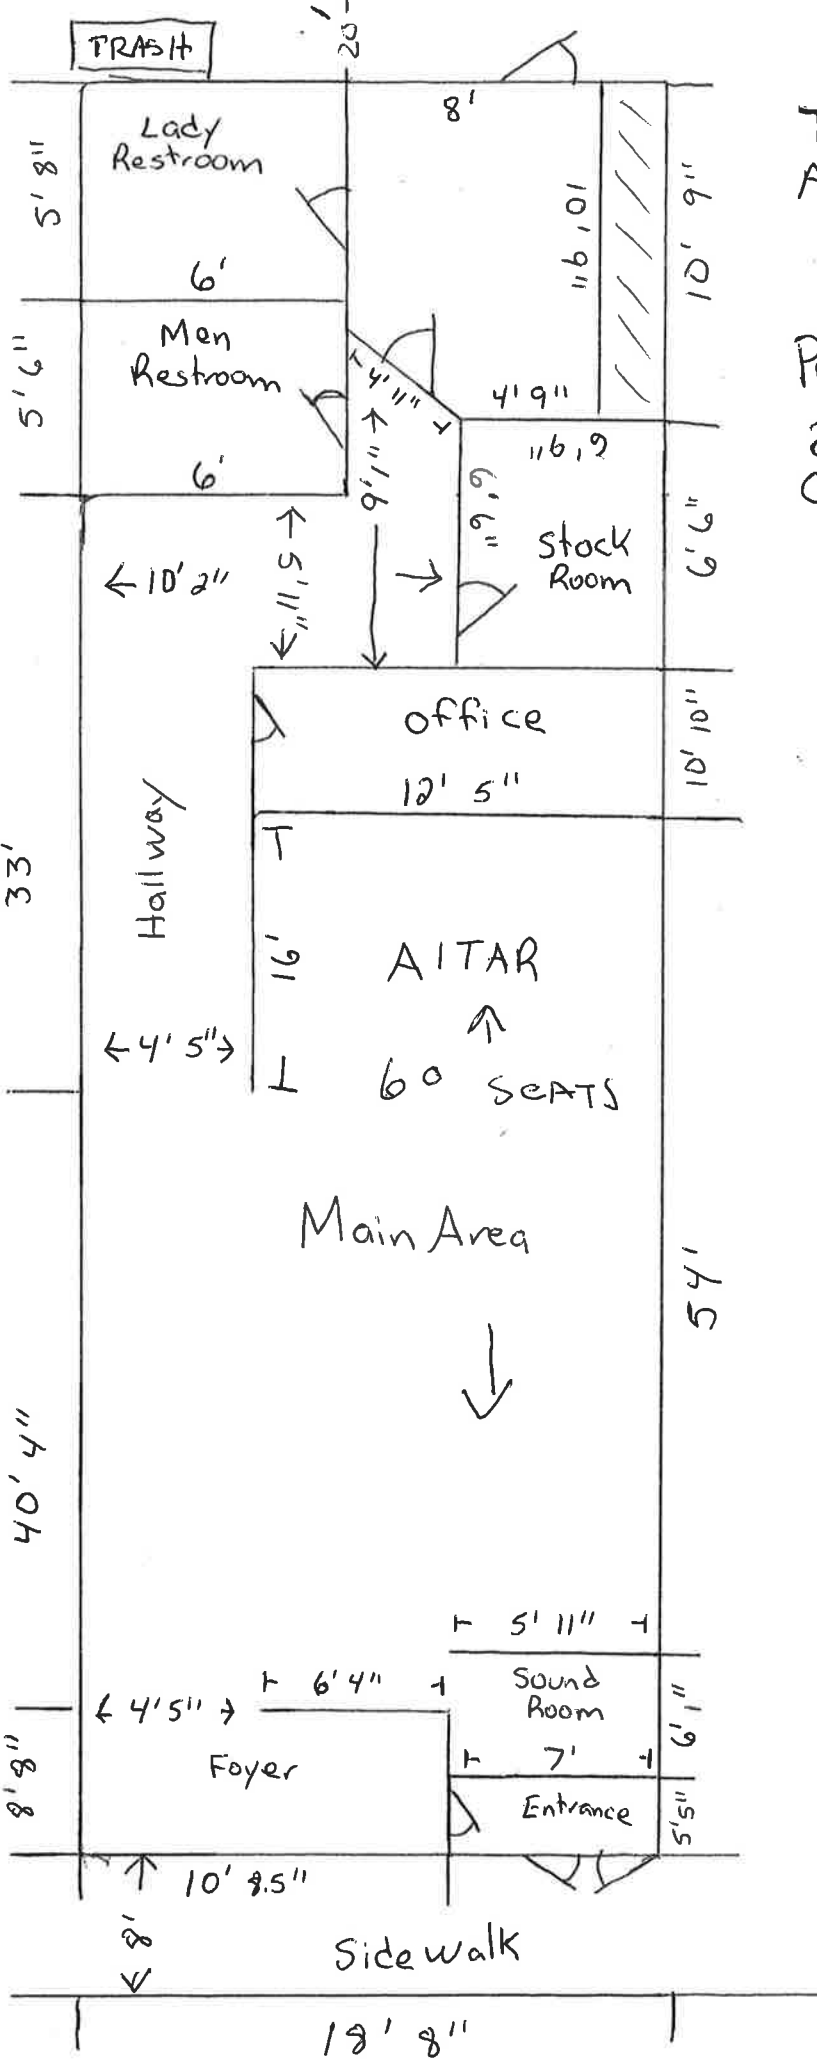 TRASH
20'
Lady
Restroom
8'
5' 8"
10' 9"
10' 9"
6'
Men
Restroom
5' 6"
4' 11"
4' 9"
6'
9' 1"
6' 9"
6' 6"
Stock
Room
6' 6"
10' 2"
5' 11"
office
10' 10"
12' 5"
Hallway
33'
16'
AlTAR
4' 5"
60 SEATS
Main Area
54'
40' 4"
5' 11"
6' 4"
Sound
Room
6' 1"
4' 5"
Foyer
7'
8' 8"
Entrance
5' 5"
10' 8.5"
8'
Sidewalk
18' 8"